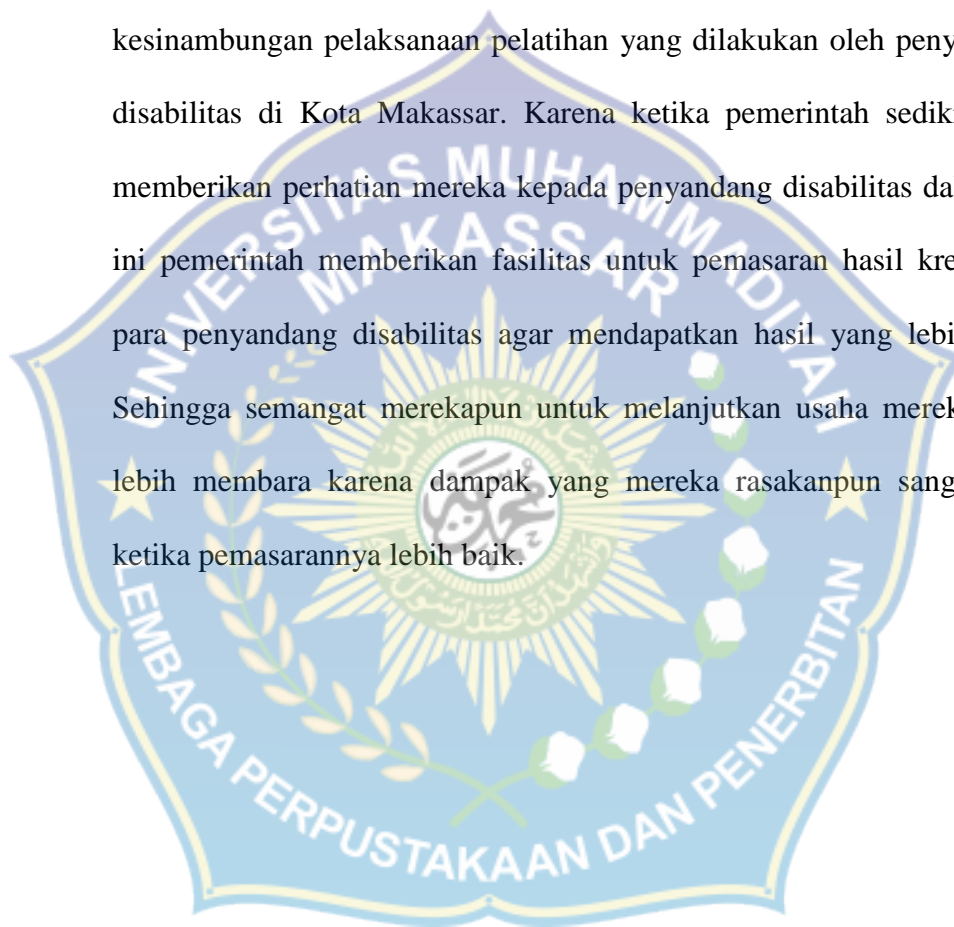 kesinambungan pelaksanaan pelatihan yang dilakukan oleh peny
disabilitas di Kota Makassar. Karena ketika pemerintah sediki
memberikan perhatian mereka kepada penyandang disabilitas dal
ini pemerintah memberikan fasilitas untuk pemasaran hasil kre
para penyandang disabilitas agar mendapatkan hasil yang lebi
Sehingga semangat merekapun untuk melanjutkan usaha merek
lebih membara karena dampak yang mereka rasakanpun sang
ketika pemasarannya lebih baik.
UNIVERSITAS MUHAMMADIYAH
MAKASSAR
LEMBAGA PERPUSTAKAAN DAN PENERBITAN